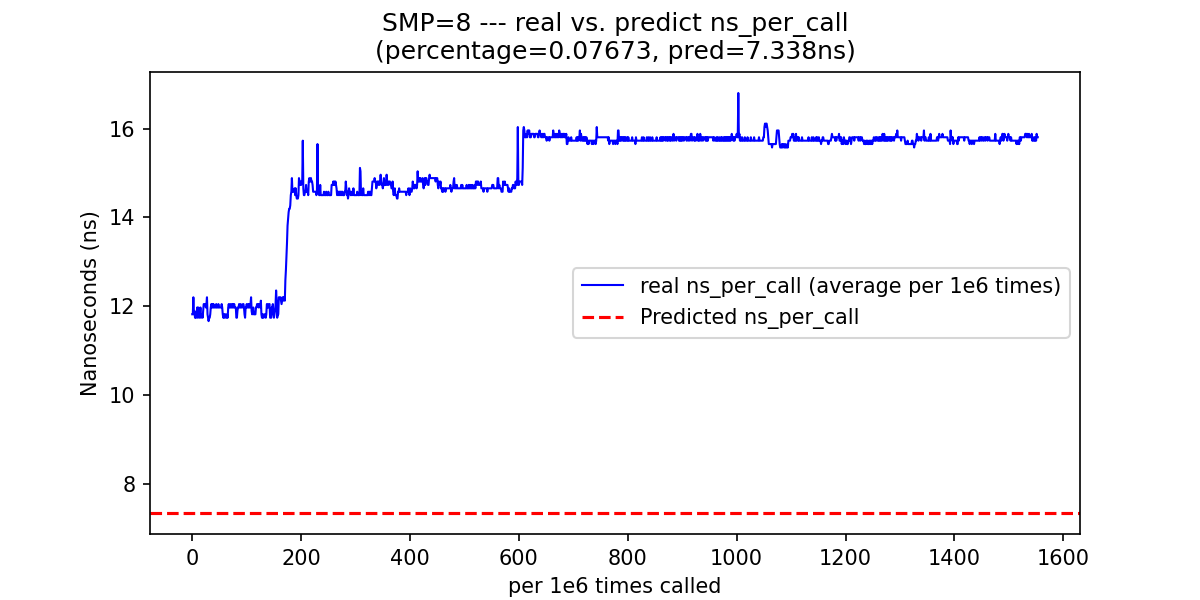 SMP=8 --- real vs. predict ns_per_call
(percentage=0.07673, pred=7.338ns)
Nanoseconds (ns)
16
14
12
10
8
real ns_per_call (average per 1e6 times)
Predicted ns_per_call
0 200 400 600 800 1000 1200 1400 1600
per 1e6 times called